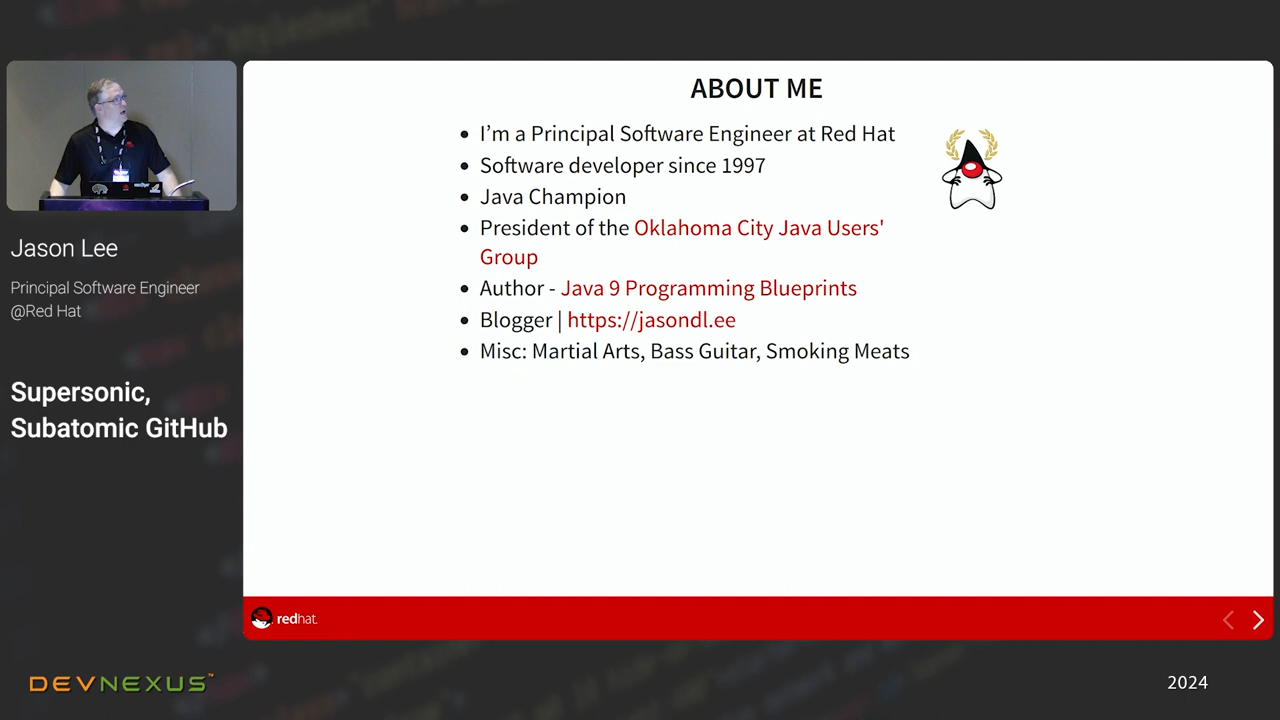 ABOUT ME
• I’m a Principal Software Engineer at Red Hat
• Software developer since 1997
• Java Champion
• President of the Oklahoma City Java Users'
Group
• Author - Java 9 Programming Blueprints
• Blogger | https://jasondl.ee
• Misc: Martial Arts, Bass Guitar, Smoking Meats
Jason Lee
Principal Software Engineer
@Red Hat
Supersonic,
Subatomic GitHub
redhat.
DEVNEXUS™
2024